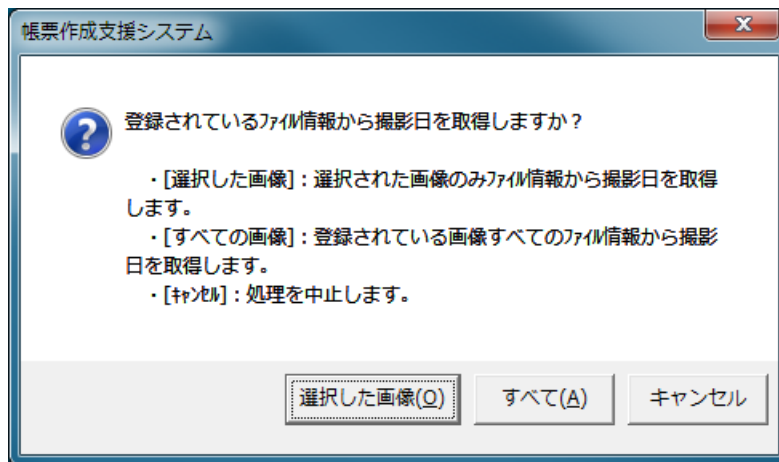 帳票作成支援システム
登録されているﾌｧｲﾙ情報から撮影日を取得しますか？
・[選択した画像]：選択された画像のみﾌｧｲﾙ情報から撮影日を取得
します。
・[すべての画像]：登録されている画像すべてのﾌｧｲﾙ情報から撮影
日を取得します。
・[ｷｬﾝｾﾙ]：処理を中止します。
選択した画像(O) すべて(A) キャンセル